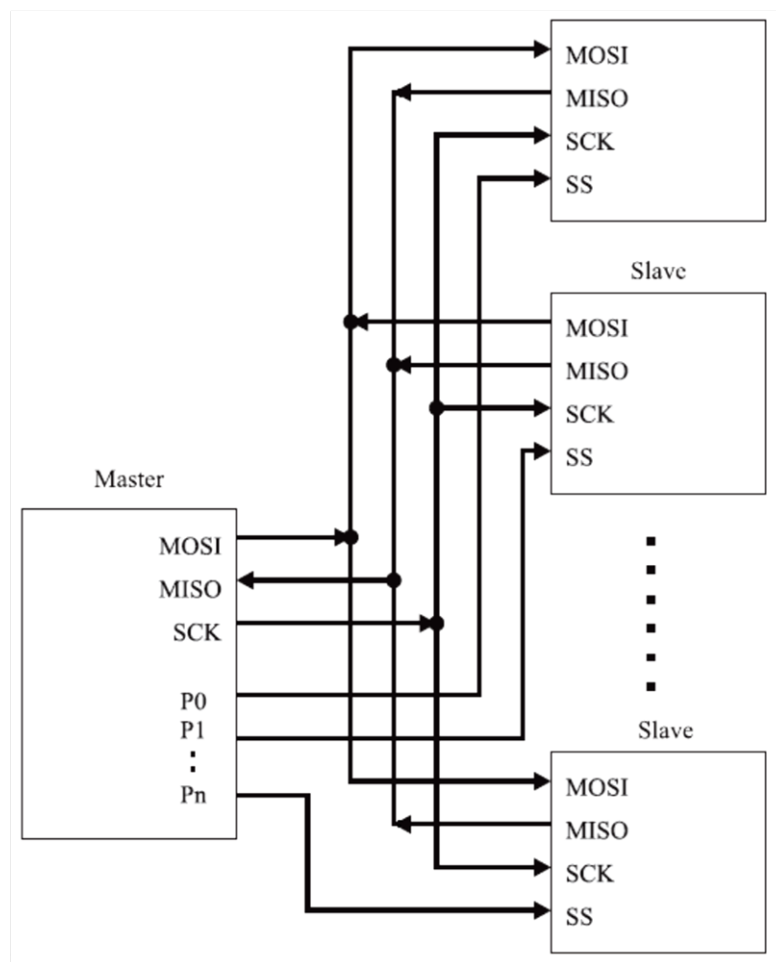 MOSI
MISO
SCK
SS
Slave
MOSI
MISO
SCK
SS
Master
MOSI
MISO
SCK
P0
P1
Pn
Slave
MOSI
MISO
SCK
SS